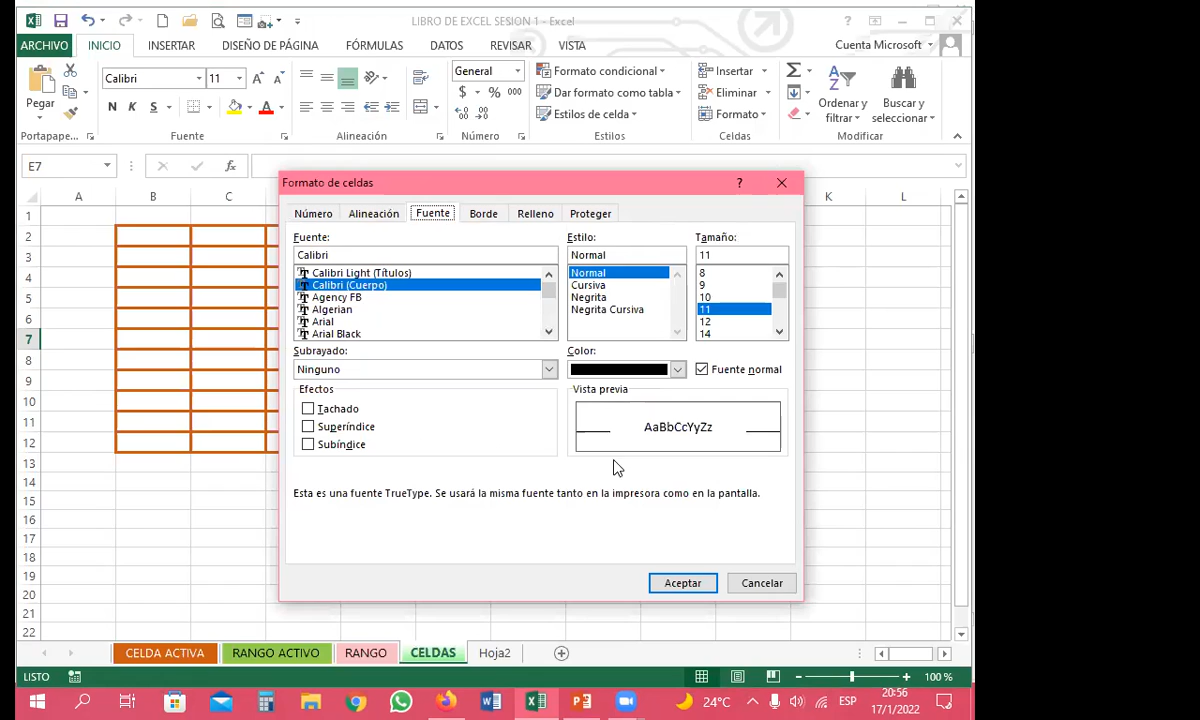 LIBRO DE EXCEL SESION 1 - Excel
ARCHIVO INICIO INSERTAR DISEÑO DE PÁGINA FÓRMULAS DATOS REVISAR VISTA Cuenta Microsoft
Pegar
Calibri 11
N K S
General
$ % 000
Formato condicional
Dar formato como tabla
Estilos de celda
Insertar
Eliminar
Formato
Ordenar y
filtrar
Buscar y
seleccionar
Portapape... Fuente Alineación Número Estilos Celdas Modificar
E7 fx
A B C K L
1
2
3
4
5
6
7
8
9
10
11
12
13
14
15
16
17
18
19
20
21
22
Formato de celdas ?
Número Alineación Fuente Borde Relleno Proteger
Fuente: Estilo: Tamaño:
Calibri Normal 11
Calibri Light (Títulos) Normal 8
Calibri (Cuerpo) Cursiva 9
Agency FB Negrita 10
Algerian Negrita Cursiva 11
Arial 12
Arial Black 14
Subrayado: Color:
Ninguno Fuente normal
Efectos Vista previa
Tachado
Superíndice
Subíndice
AaBbCcYyZz
Esta es una fuente TrueType. Se usará la misma fuente tanto en la impresora como en la pantalla.
Aceptar Cancelar
CELDA ACTIVA RANGO ACTIVO RANGO CELDAS Hoja2
LISTO 100 %
24°C ESP 20:56
17/1/2022